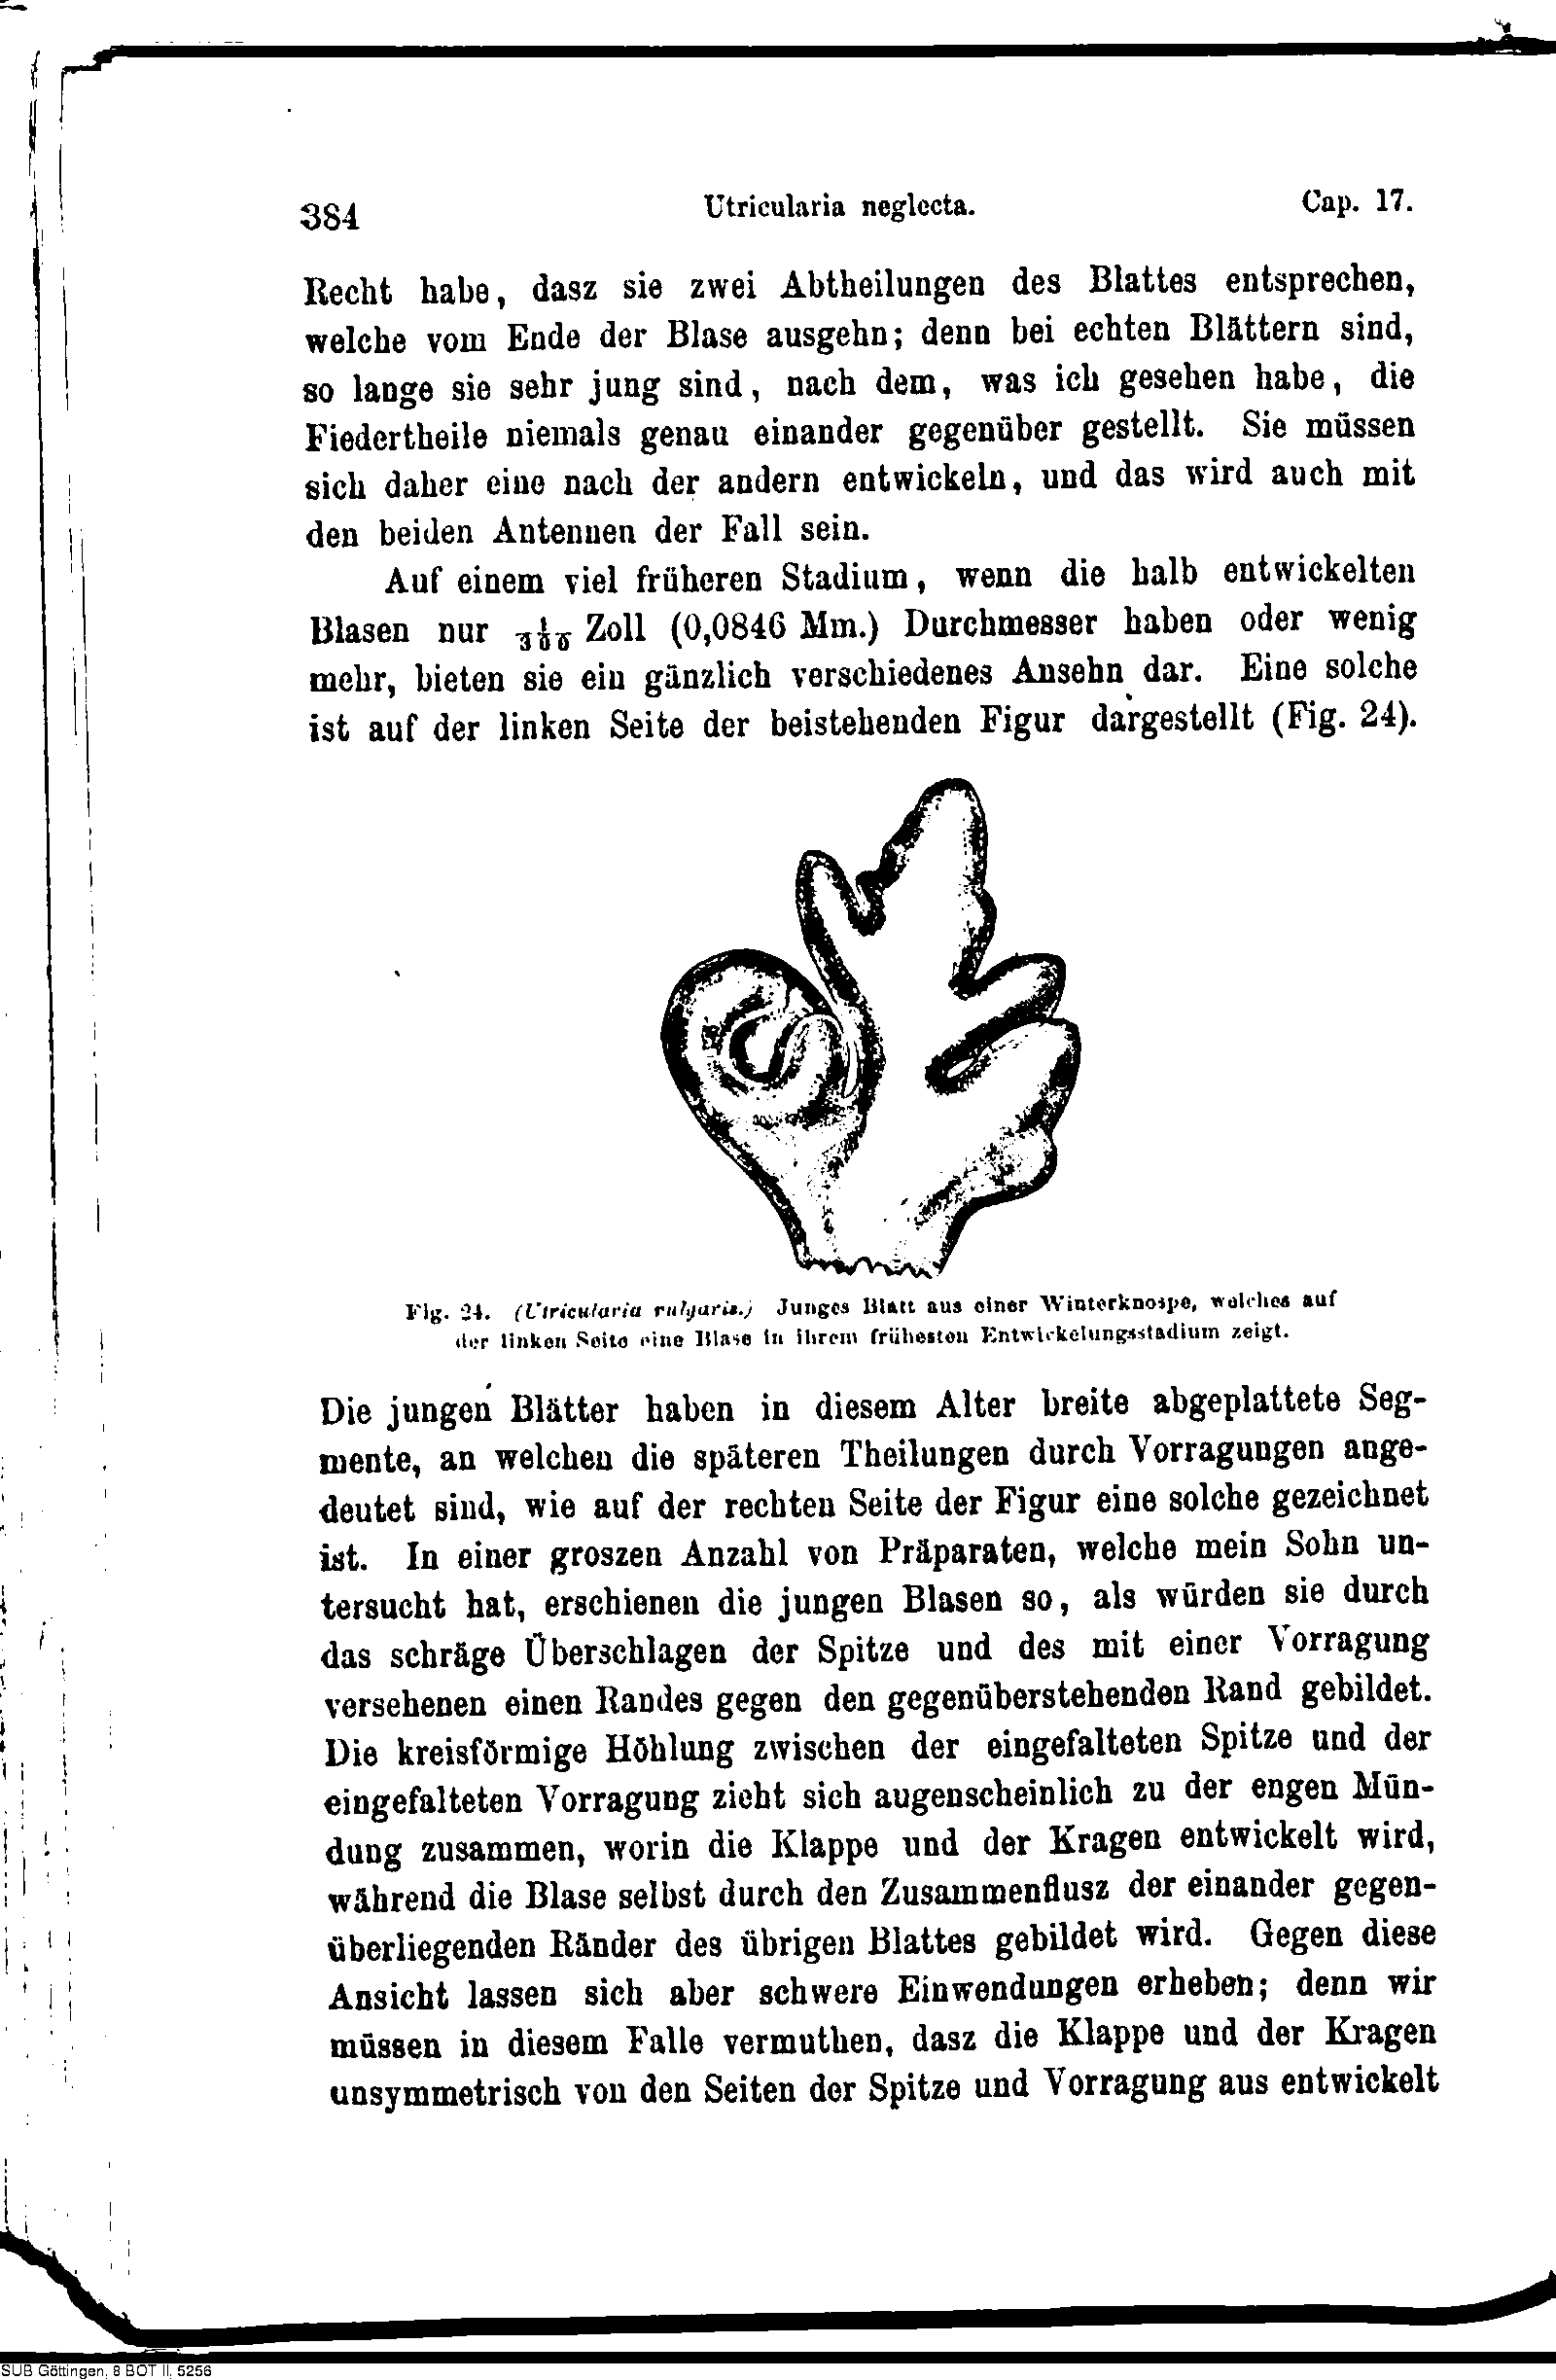 384 Utricularia neglecta. Cap. 17.
Recht habe, dasz sie zwei Abtheilungen des Blattes entsprechen,
welche vom Ende der Blase ausgehn; denn bei echten Blättern sind,
so lange sie sehr jung sind, nach dem, was ich gesehen habe, die
Fiedertheile niemals genau einander gegenüber gestellt. Sie müssen
sich daher eine nach der andern entwickeln, und das wird auch mit
den beiden Antennen der Fall sein.
Auf einem viel früheren Stadium, wenn die halb entwickelten
Blasen nur 1/300 Zoll (0,0846 Mm.) Durchmesser haben oder wenig
mehr, bieten sie ein gänzlich verschiedenes Ansehn dar. Eine solche
ist auf der linken Seite der beistehenden Figur dargestellt (Fig. 24).
Fig. 24. (Utricularia vulgaris.) Junges Blatt aus einer Winterknospe, welches auf
der linken Seite eine Blase in ihrem frühesten Entwickelungsstadium zeigt.
Die jungen Blätter haben in diesem Alter breite abgeplattete Seg-
mente, an welchen die späteren Theilungen durch Vorragungen ange-
deutet sind, wie auf der rechten Seite der Figur eine solche gezeichnet
ist. In einer groszen Anzahl von Präparaten, welche mein Sohn un-
tersucht hat, erschienen die jungen Blasen so, als würden sie durch
das schräge Überschlagen der Spitze und des mit einer Vorragung
versehenen einen Randes gegen den gegenüberstehenden Rand gebildet.
Die kreisförmige Höhlung zwischen der eingefalteten Spitze und der
eingefalteten Vorragung zieht sich augenscheinlich zu der engen Mün-
dung zusammen, worin die Klappe und der Kragen entwickelt wird,
während die Blase selbst durch den Zusammenflusz der einander gegen-
überliegenden Ränder des übrigen Blattes gebildet wird. Gegen diese
Ansicht lassen sich aber schwere Einwendungen erheben; denn wir
müssen in diesem Falle vermuthen, dasz die Klappe und der Kragen
unsymmetrisch von den Seiten der Spitze und Vorragung aus entwickelt
SUB Göttingen, 8 BOT II, 5256